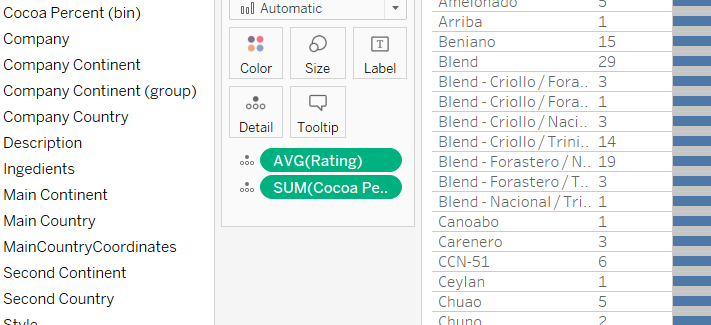 Cocoa Percent (bin)
Company
Company Continent
Company Continent (group)
Company Country
Description
Ingedients
Main Continent
Main Country
MainCountryCoordinates
Second Continent
Second Country
Style
Automatic
Color
Size
T
Label
Detail
Tooltip
AVG(Rating)
SUM(Cocoa Pe..
Amelonado 5
Arriba 1
Beniano 15
Blend 29
Blend - Criollo / Fora.. 3
Blend - Criollo / Fora.. 1
Blend - Criollo / Naci.. 3
Blend - Criollo / Trini.. 14
Blend - Forastero / N.. 19
Blend - Forastero / T.. 3
Blend - Nacional / Tri.. 1
Canoabo 1
Carenero 3
CCN-51 6
Ceylan 1
Chuao 5
Chuno 2